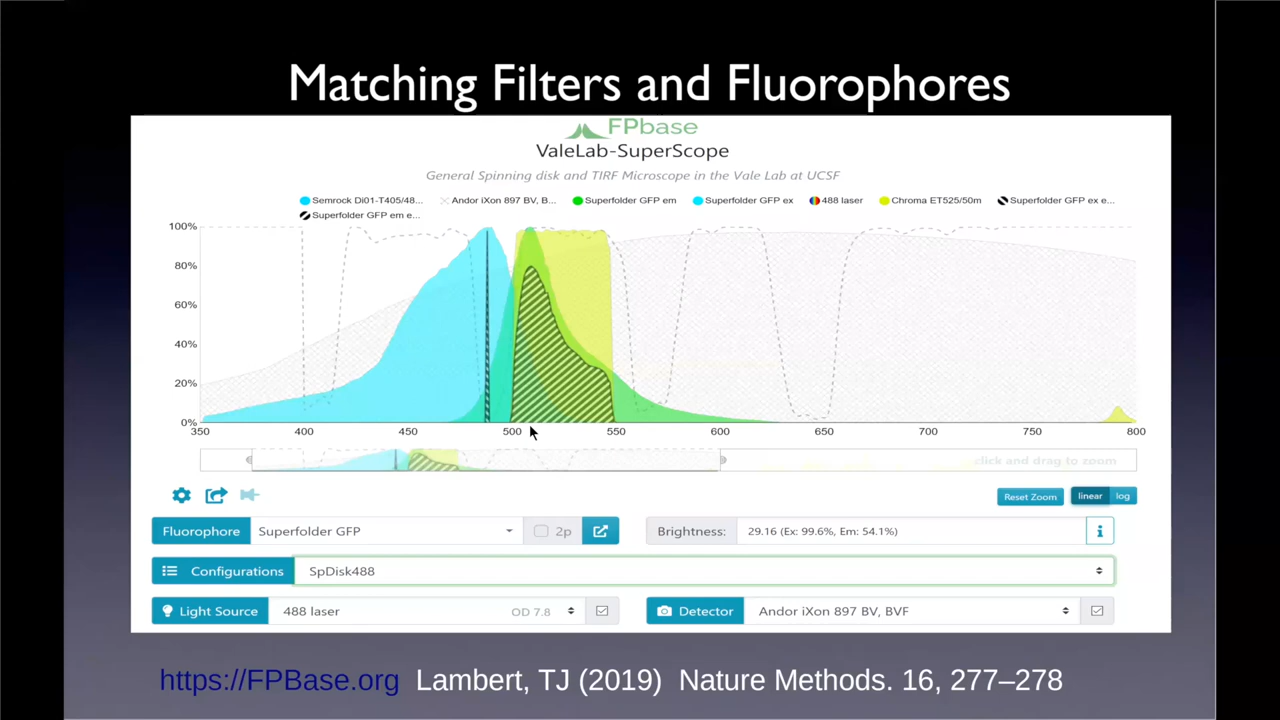 Matching Filters and Fluorophores
FPbase
ValeLab-SuperScope
General Spinning disk and TIRF Microscope in the Vale Lab at UCSF
Semrock Di01-T405/48... Andor iXon 897 BV, B... Superfolder GFP em Superfolder GFP ex 488 laser Chroma ET525/50m Superfolder GFP ex e...
Superfolder GFP em e...
100%
80%
60%
40%
20%
0%
350 400 450 500 550 600 650 700 750 800
click and drag to zoom
Reset Zoom linear log
Fluorophore Superfolder GFP 2p Brightness: 29.16 (Ex: 99.6%, Em: 54.1%)
Configurations SpDisk488
Light Source 488 laser OD 7.8 Detector Andor iXon 897 BV, BVF
https://FPBase.org Lambert, TJ (2019) Nature Methods. 16, 277–278